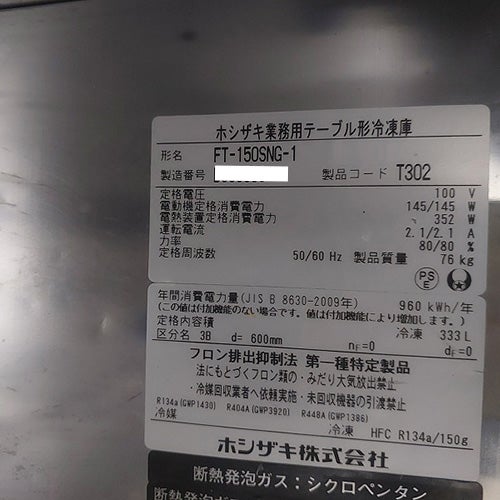 ホシザキ業務用テーブル形冷凍庫
形名 FT-150SNG-1
製造番号 製品コード T302
定格電圧 100 V
電動機定格消費電力 145/145 W
電熱装置定格消費電力 352 W
運転電流 2.1/2.1 A
力率 80/80 %
定格周波数 50/60 Hz 製品質量 76 kg
PSE
年間消費電力量(JIS B 8630-2009年) 960 kWh/年
(この値は付加機能のない場合です。値は付加機能により増加します。)
定格内容積 冷凍 333 L
区分名 3B d= 600mm nF=0 dF=0
フロン排出抑制法 第一種特定製品
法にもとづくフロン類の・みだり大気放出禁止
・冷媒回収業者へ依頼実施・未回収機器の引渡禁止
R134a(GWP1430) R404A(GWP3920) R448A(GWP1386)
冷媒 冷凍 HFC R134a/150g
ホシザキ株式会社
断熱発泡ガス:シクロペンタン